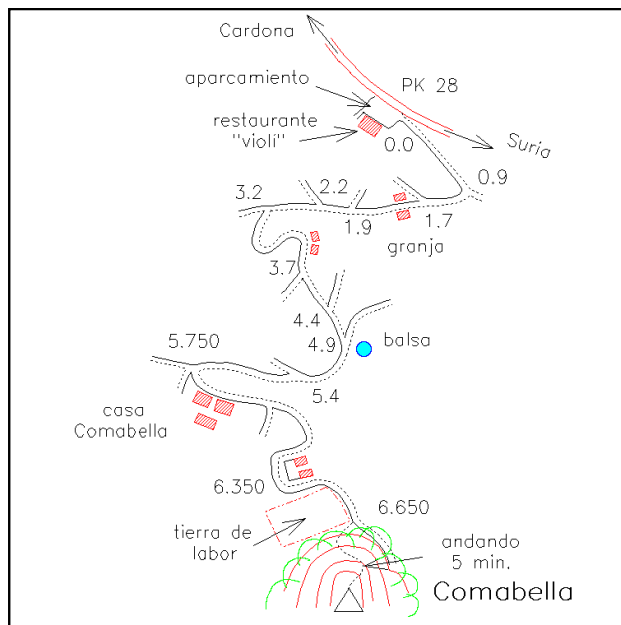 Cardona
aparcamiento
PK 28
restaurante
"violí"
0.0
Suria
0.9
3.2
2.2
1.9
1.7
granja
3.7
4.4
4.9
balsa
5.750
5.4
casa
Comabella
6.350
6.650
tierra de
labor
andando
5 min.
Comabella